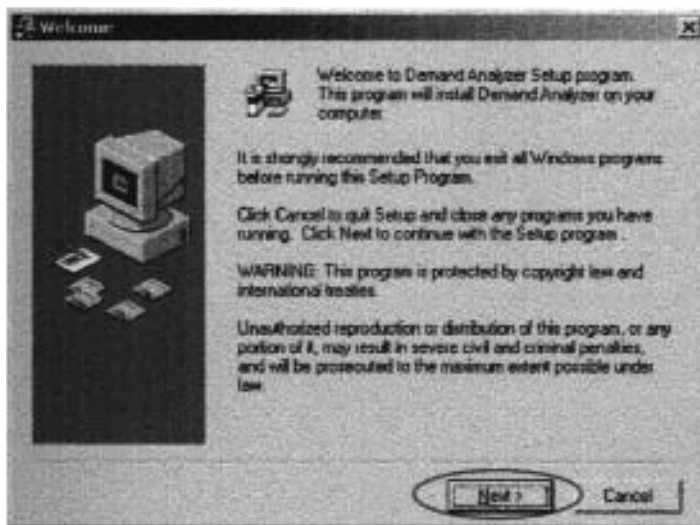 Welcome
Welcome to Demand Analyzer Setup program.
This program will install Demand Analyzer on your
computer.
It is strongly recommended that you exit all Windows programs
before running this Setup Program.
Click Cancel to quit Setup and close any programs you have
running. Click Next to continue with the Setup program .
WARNING: This program is protected by copyright law and
international treaties.
Unauthorized reproduction or distribution of this program, or any
portion of it, may result in severe civil and criminal penalties,
and will be prosecuted to the maximum extent possible under
law.
Next >
Cancel